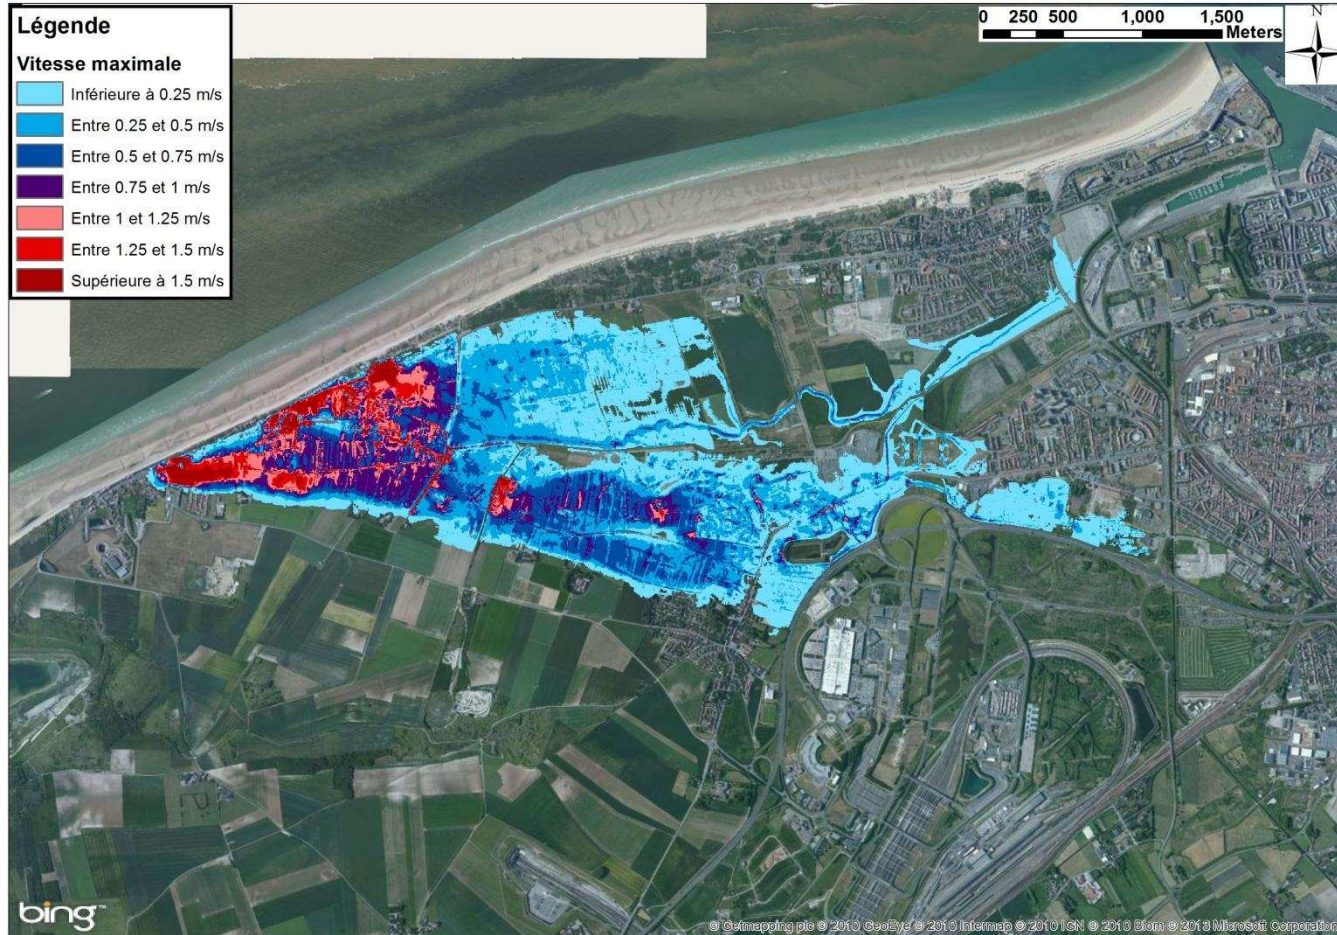 Légende
Vitesse maximale
Inférieure à 0.25 m/s
Entre 0.25 et 0.5 m/s
Entre 0.5 et 0.75 m/s
Entre 0.75 et 1 m/s
Entre 1 et 1.25 m/s
Entre 1.25 et 1.5 m/s
Supérieure à 1.5 m/s
0 250 500 1,000 1,500
Meters
N
bing™
© Getmapping plc © 2010 GeoEye © 2010 Intermap © 2010 IGN © 2010 Blom © 2013 Microsoft Corporation